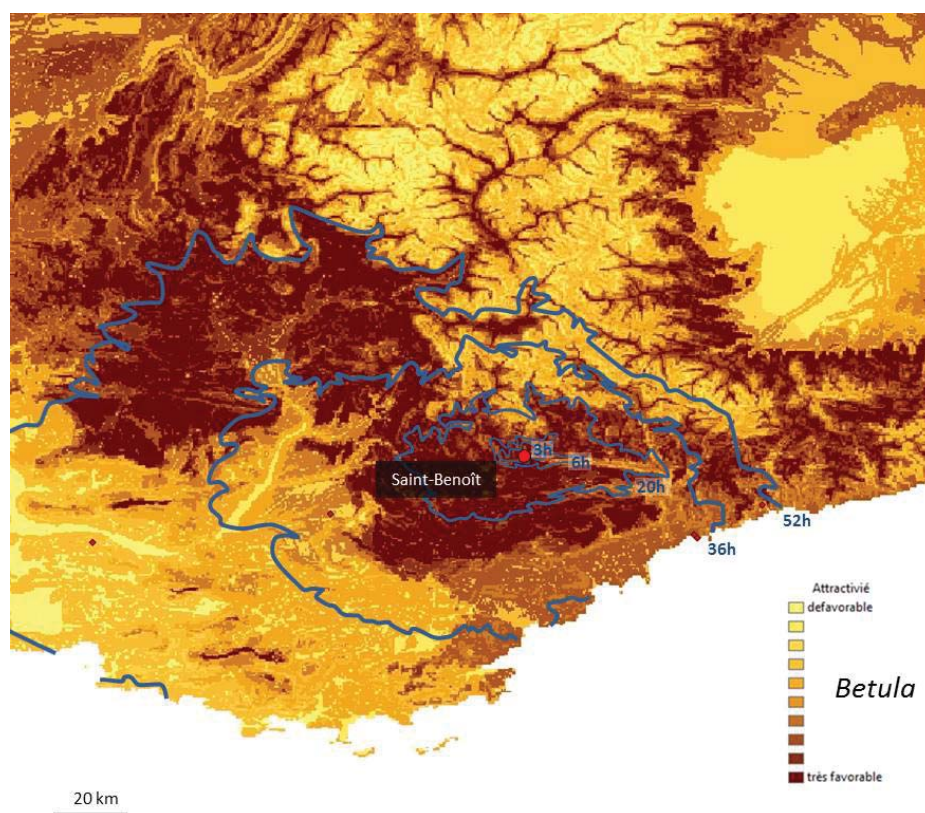 3h
6h
Saint-Benoît
20h
52h
36h
Attractivié
defavorable
Betula
très favorable
20 km